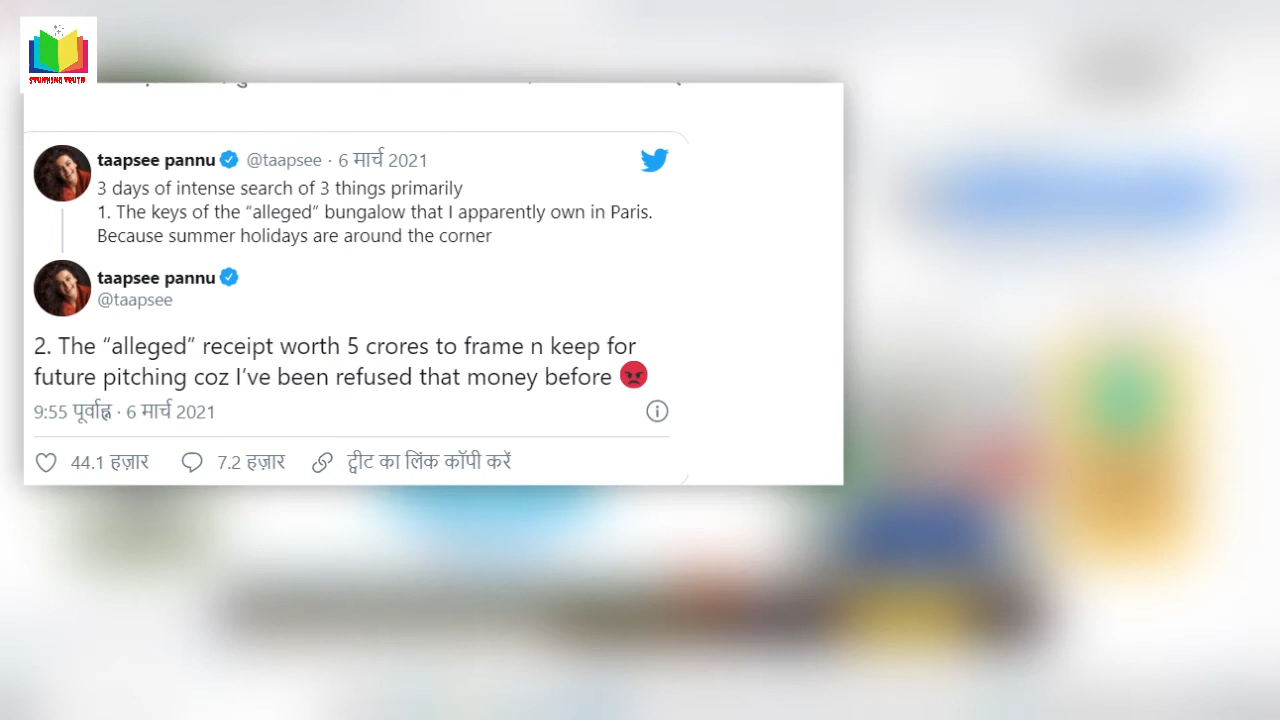 STUNNING TRUTH
taapsee pannu @taapsee · 6 मार्च 2021
3 days of intense search of 3 things primarily
1. The keys of the “alleged” bungalow that I apparently own in Paris.
Because summer holidays are around the corner
taapsee pannu
@taapsee
2. The “alleged” receipt worth 5 crores to frame n keep for
future pitching coz I’ve been refused that money before 😡
9:55 पूर्वाह्न · 6 मार्च 2021
44.1 हज़ार 7.2 हज़ार ट्वीट का लिंक कॉपी करें